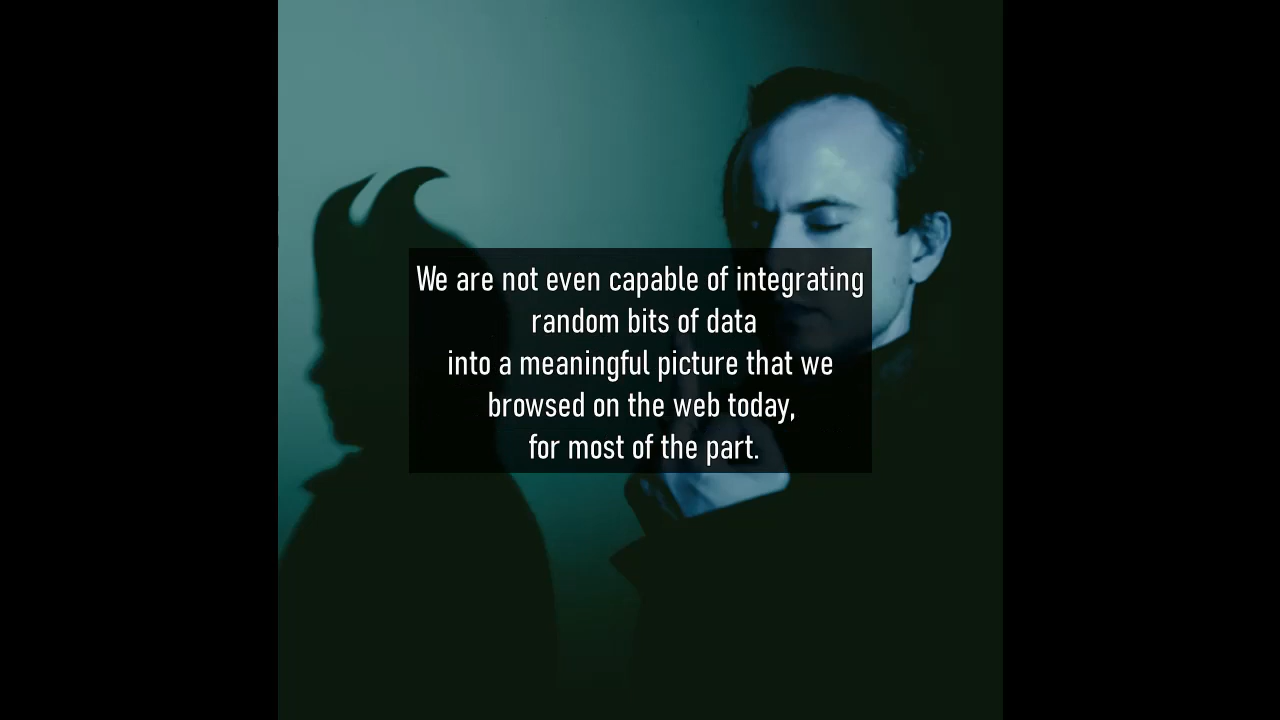 We are not even capable of integrating
random bits of data
into a meaningful picture that we
browsed on the web today,
for most of the part.